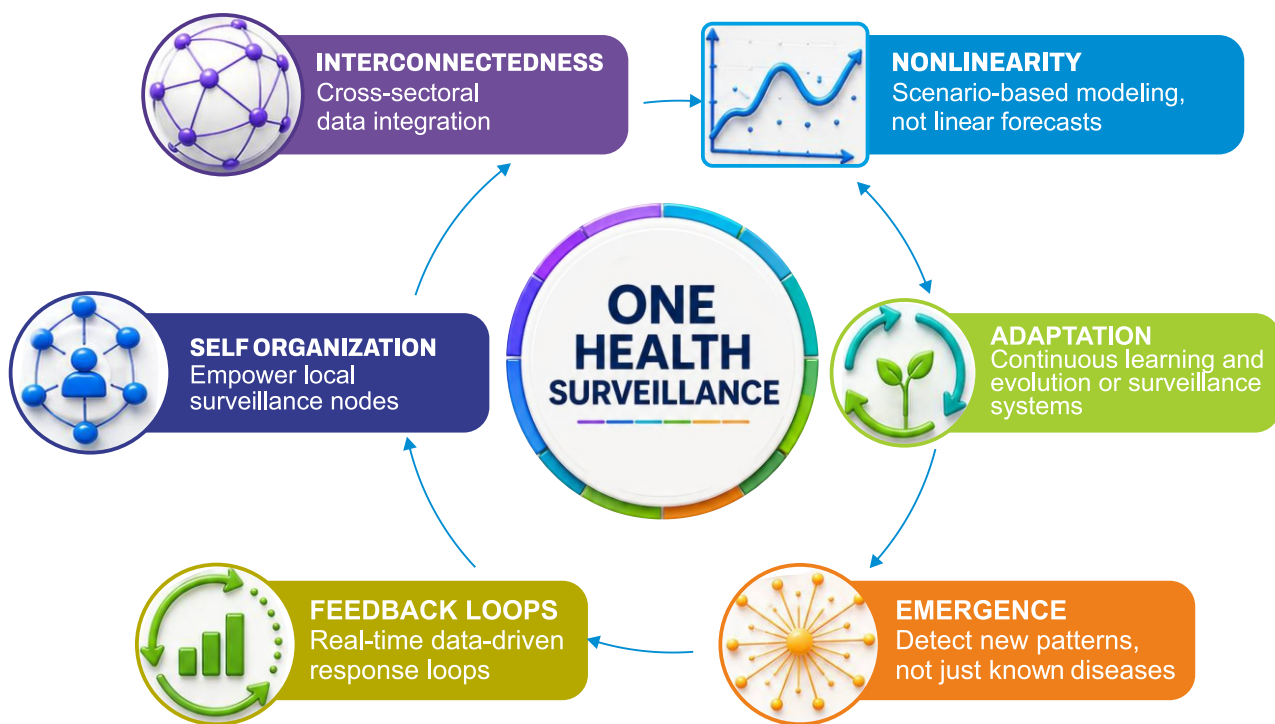 INTERCONNECTEDNESS
Cross-sectoral
data integration
NONLINEARITY
Scenario-based modeling,
not linear forecasts
ONE
HEALTH
SURVEILLANCE
SELF ORGANIZATION
Empower local
surveillance nodes
ADAPTATION
Continuous learning and
evolution or surveillance
systems
FEEDBACK LOOPS
Real-time data-driven
response loops
EMERGENCE
Detect new patterns,
not just known diseases